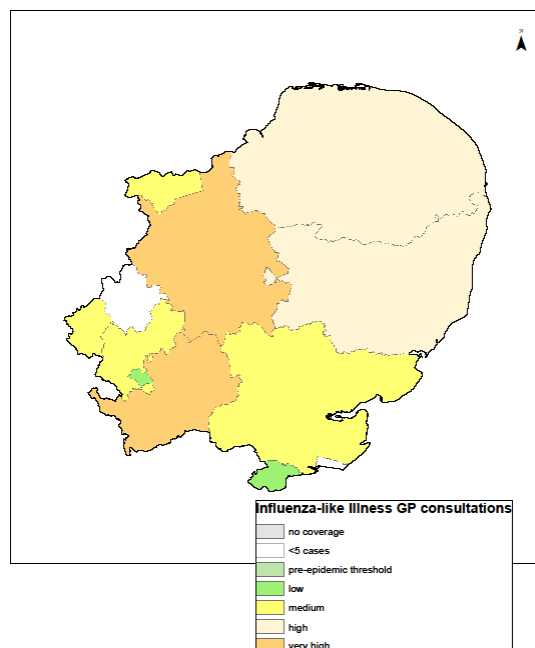 N
Influenza-like Illness GP consultations
no coverage
<5 cases
pre-epidemic threshold
low
medium
high
very high